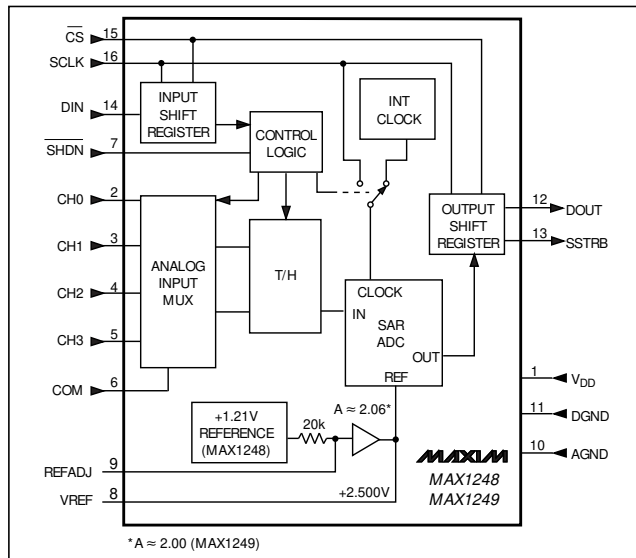 CS
15
SCLK
16
DIN
14
INPUT
SHIFT
REGISTER
INT
CLOCK
SHDN
7
CONTROL
LOGIC
CH0
2
CH1
3
CH2
4
CH3
5
COM
6
ANALOG
INPUT
MUX
T/H
OUTPUT
SHIFT
REGISTER
12
DOUT
13
SSTRB
CLOCK
IN
SAR
ADC
OUT
REF
1
VDD
11
DGND
10
AGND
+1.21V
REFERENCE
(MAX1248)
20k
A ≈ 2.06*
REFADJ
9
VREF
8
+2.500V
MAXIM
MAX1248
MAX1249
*A ≈ 2.00 (MAX1249)